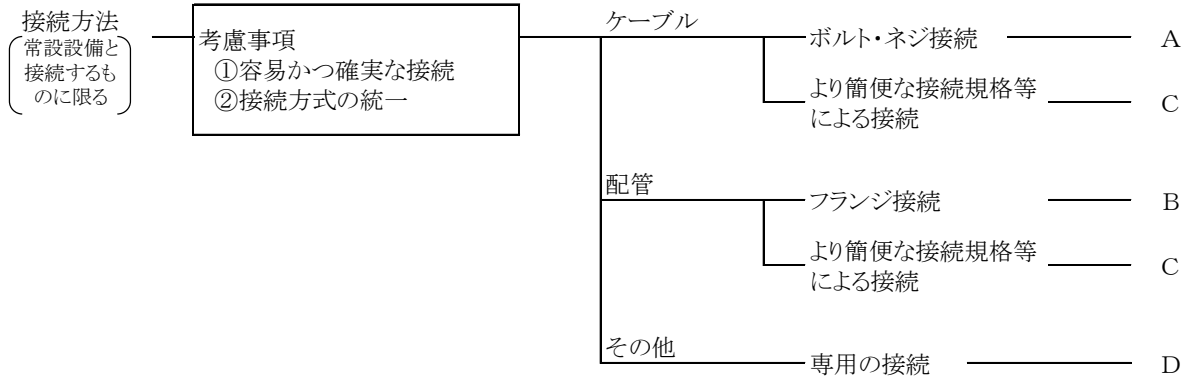 接続方法
常設設備と
接続するも
のに限る
考慮事項
①容易かつ確実な接続
②接続方式の統一
ケーブル
ボルト・ネジ接続
A
より簡便な接続規格等
による接続
C
配管
フランジ接続
B
より簡便な接続規格等
による接続
C
その他
専用の接続
D